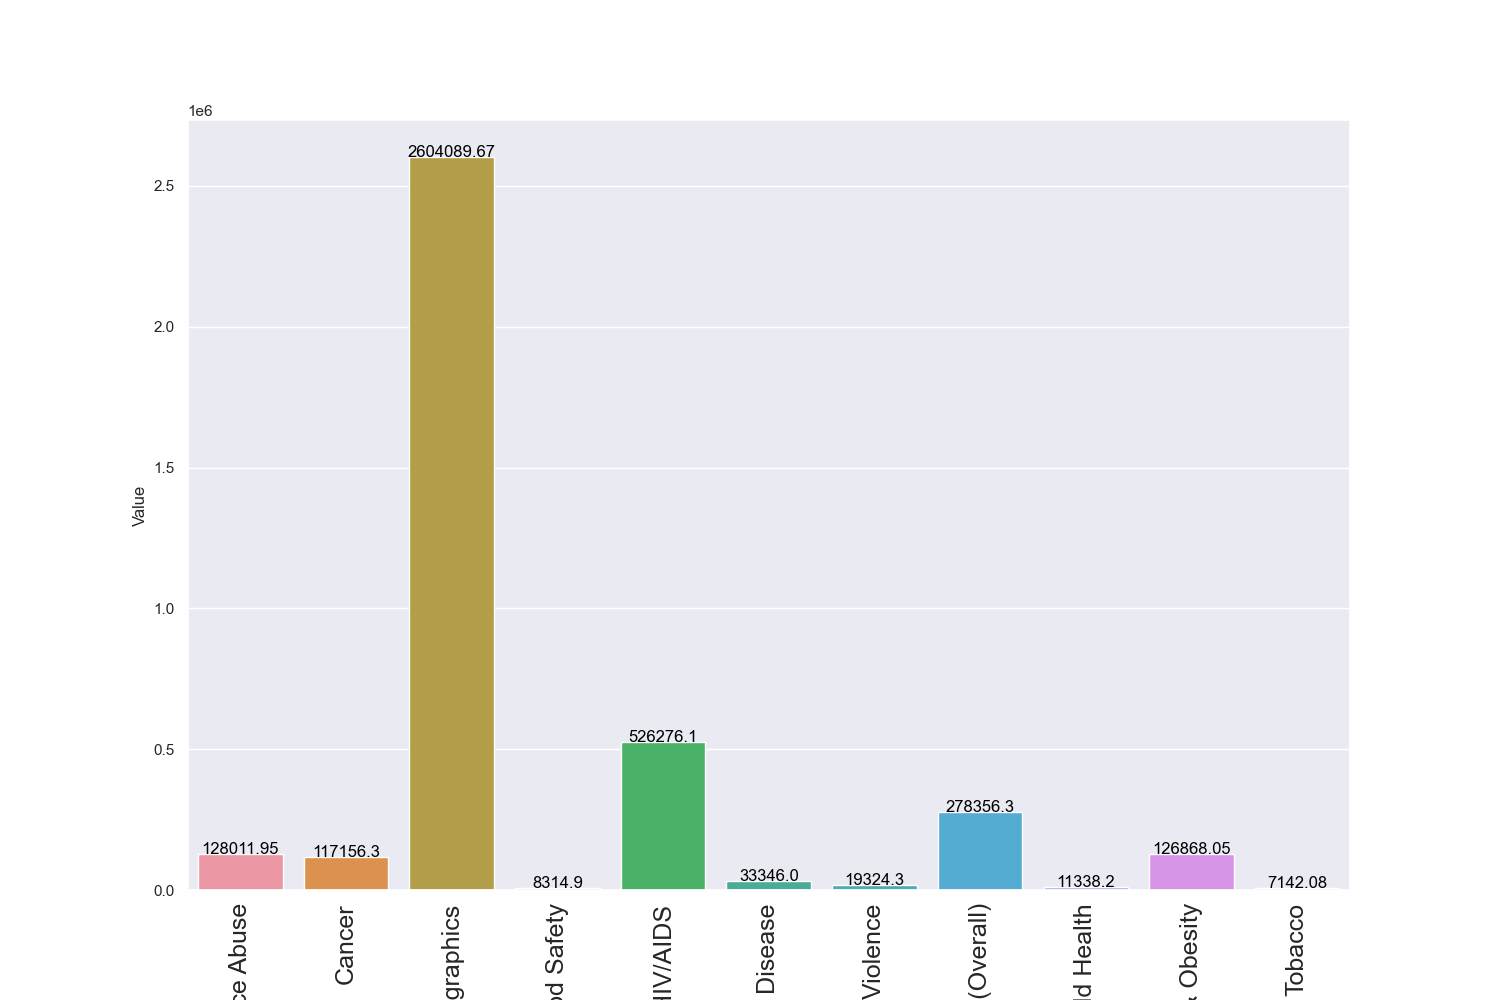 1e6
2604089.67
2.5
2.0
1.5
Value
1.0
526276.1
0.5
278356.3
128011.95
117156.3
126868.05
33346.0
19324.3
8314.9
11338.2
7142.08
0.0
ce Abuse
Cancer
graphics
od Safety
HIV/AIDS
Disease
Violence
(Overall)
ld Health
& Obesity
Tobacco